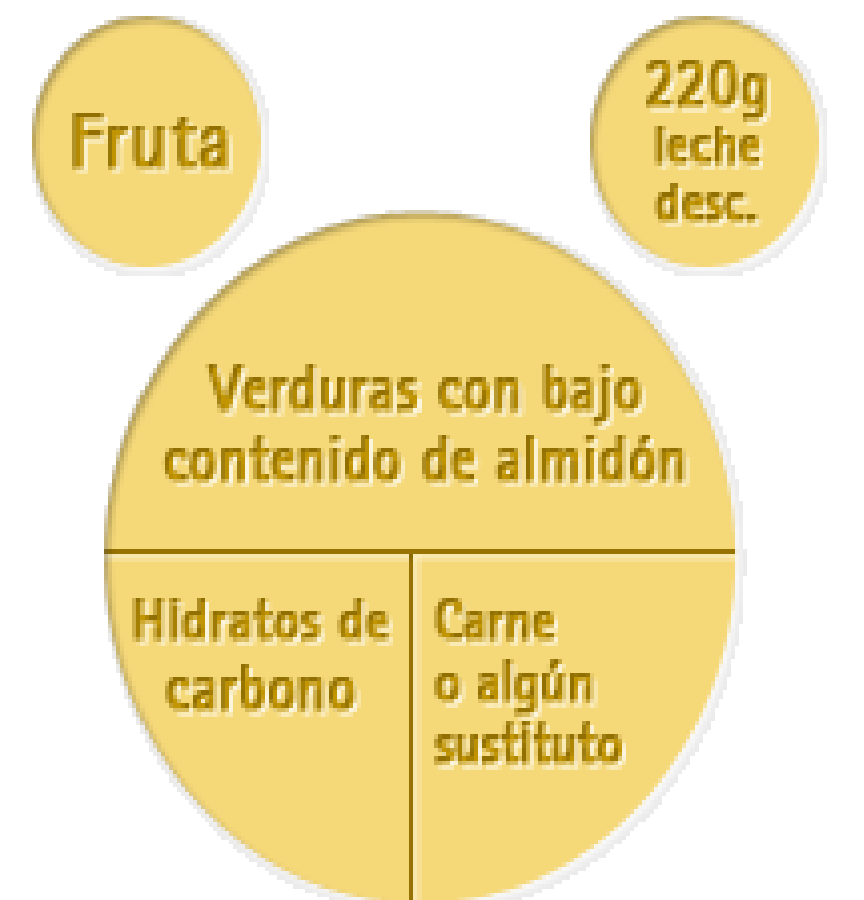 Fruta
220g
leche
desc.
Verduras con bajo
contenido de almidón
Hidratos de
carbono
Carne
o algún
sustituto